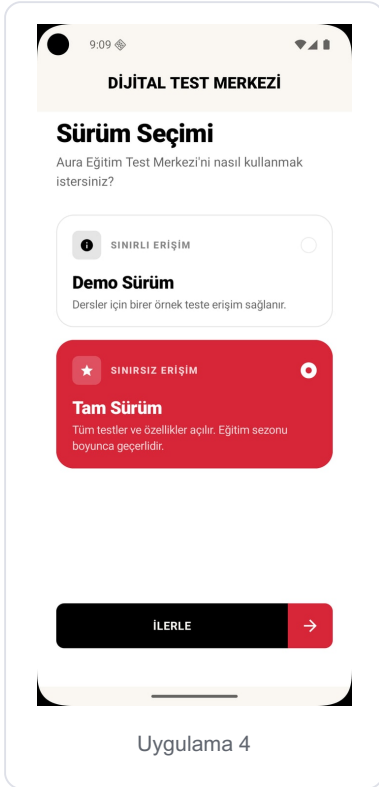 9:09
DİJİTAL TEST MERKEZİ
Sürüm Seçimi
Aura Eğitim Test Merkezi'ni nasıl kullanmak
istersiniz?
SINIRLI ERİŞİM
Demo Sürüm
Dersler için birer örnek teste erişim sağlanır.
SINIRSIZ ERİŞİM
Tam Sürüm
Tüm testler ve özellikler açılır. Eğitim sezonu
boyunca geçerlidir.
İLERLE
Uygulama 4